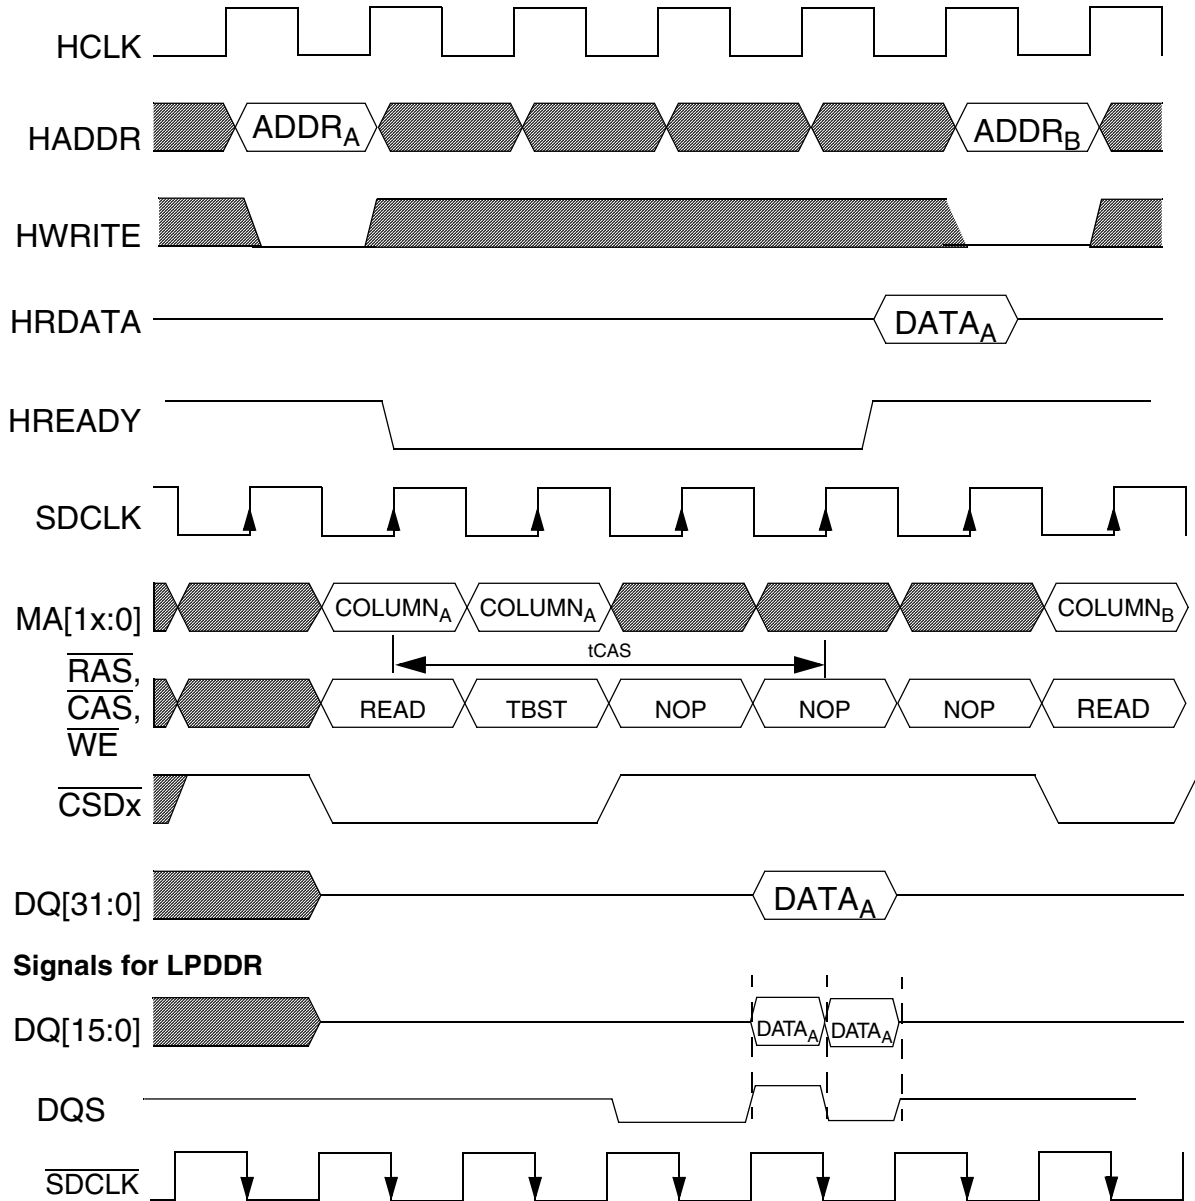 HCLK
HADDR ADDR_A ADDR_B
HWRITE
HRDATA DATA_A
HREADY
SDCLK
MA[1x:0] COLUMN_A COLUMN_A COLUMN_B
tCAS
RAS,
CAS, READ TBST NOP NOP NOP READ
WE
CSDx
DQ[31:0] DATA_A
Signals for LPDDR
DQ[15:0] DATA_A DATA_A
DQS
SDCLK